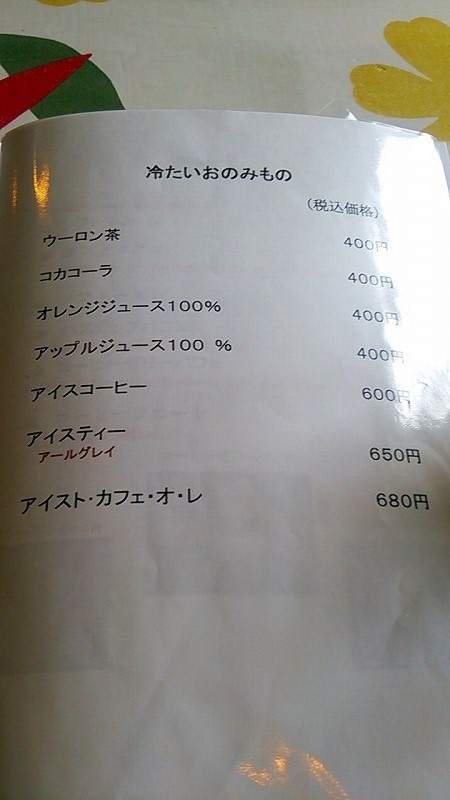 冷たいおのみもの
(税込価格)
ウーロン茶 400円
コカコーラ 400円
オレンジジュース100% 400円
アップルジュース100 % 400円
アイスコーヒー 600円
アイスティー
アールグレイ 650円
アイスト・カフェ・オ・レ 680円